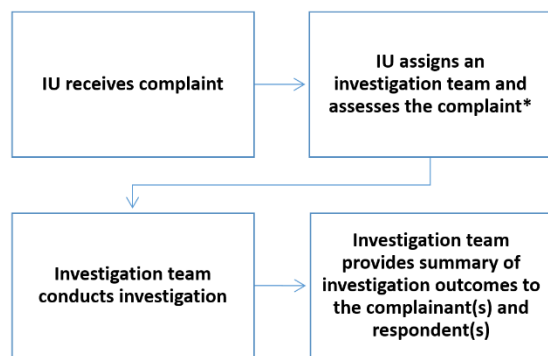 IU receives complaint
IU assigns an
investigation team and
assesses the complaint*
Investigation team
conducts investigation
Investigation team
provides summary of
investigation outcomes to
the complainant(s) and
respondent(s)